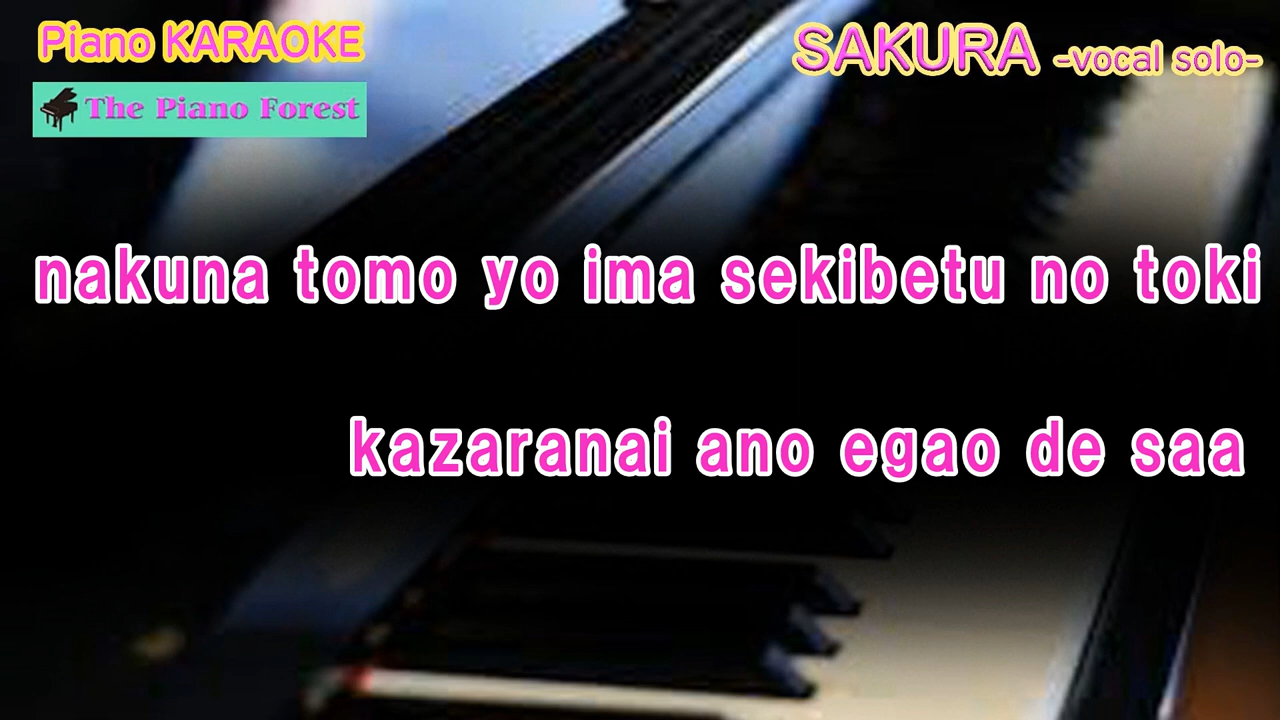 Piano KARAOKE
SAKURA -vocal solo-
The Piano Forest
nakuna tomo yo ima sekibetu no toki
kazaranai ano egao de saa